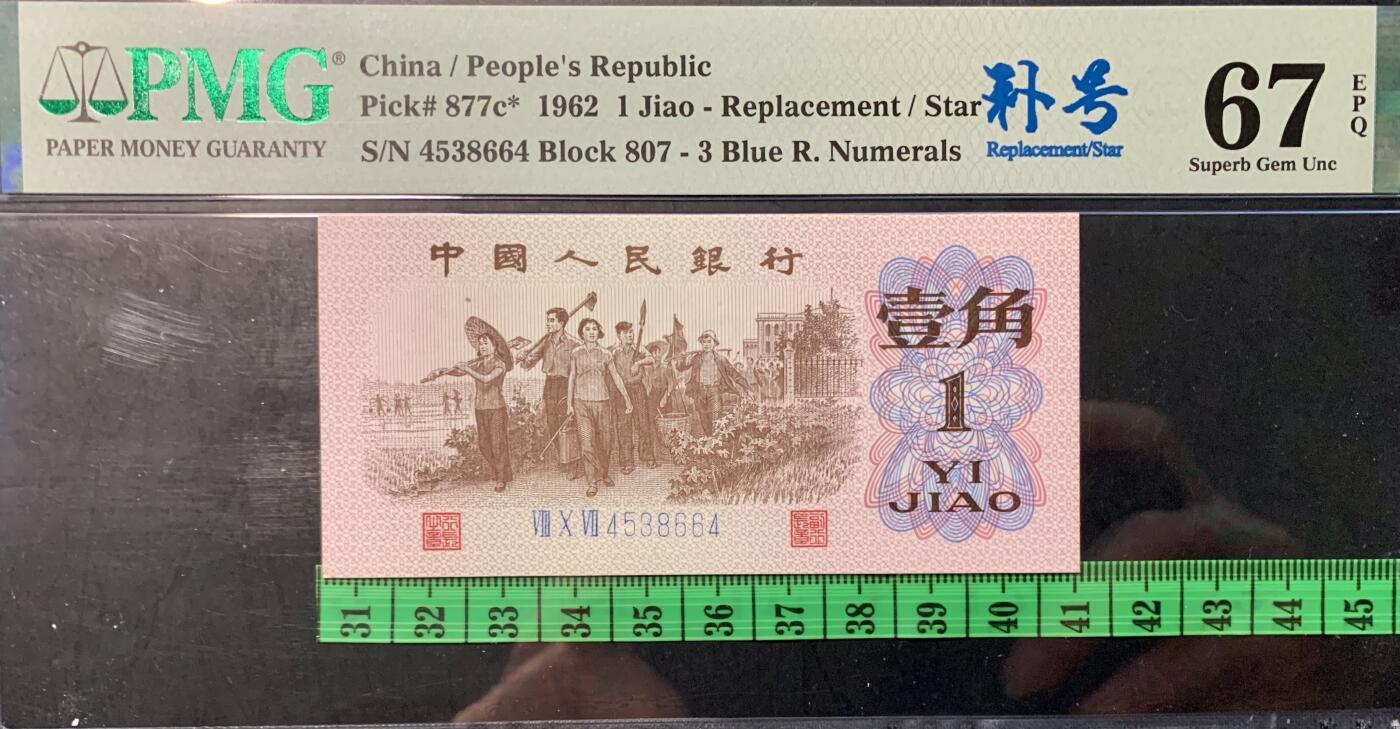 PMG®
PAPER MONEY GUARANTY
China / People's Republic
Pick# 877c* 1962 1 Jiao - Replacement / Star
S/N 4538664 Block 807 - 3 Blue R. Numerals
补号
Replacement/Star
67
EPQ
Superb Gem Unc
中國人民銀行
壹角
1
YI
JIAO
VIII X VII 4538664
31 32 33 34 35 36 37 38 39 40 41 42 43 44 45